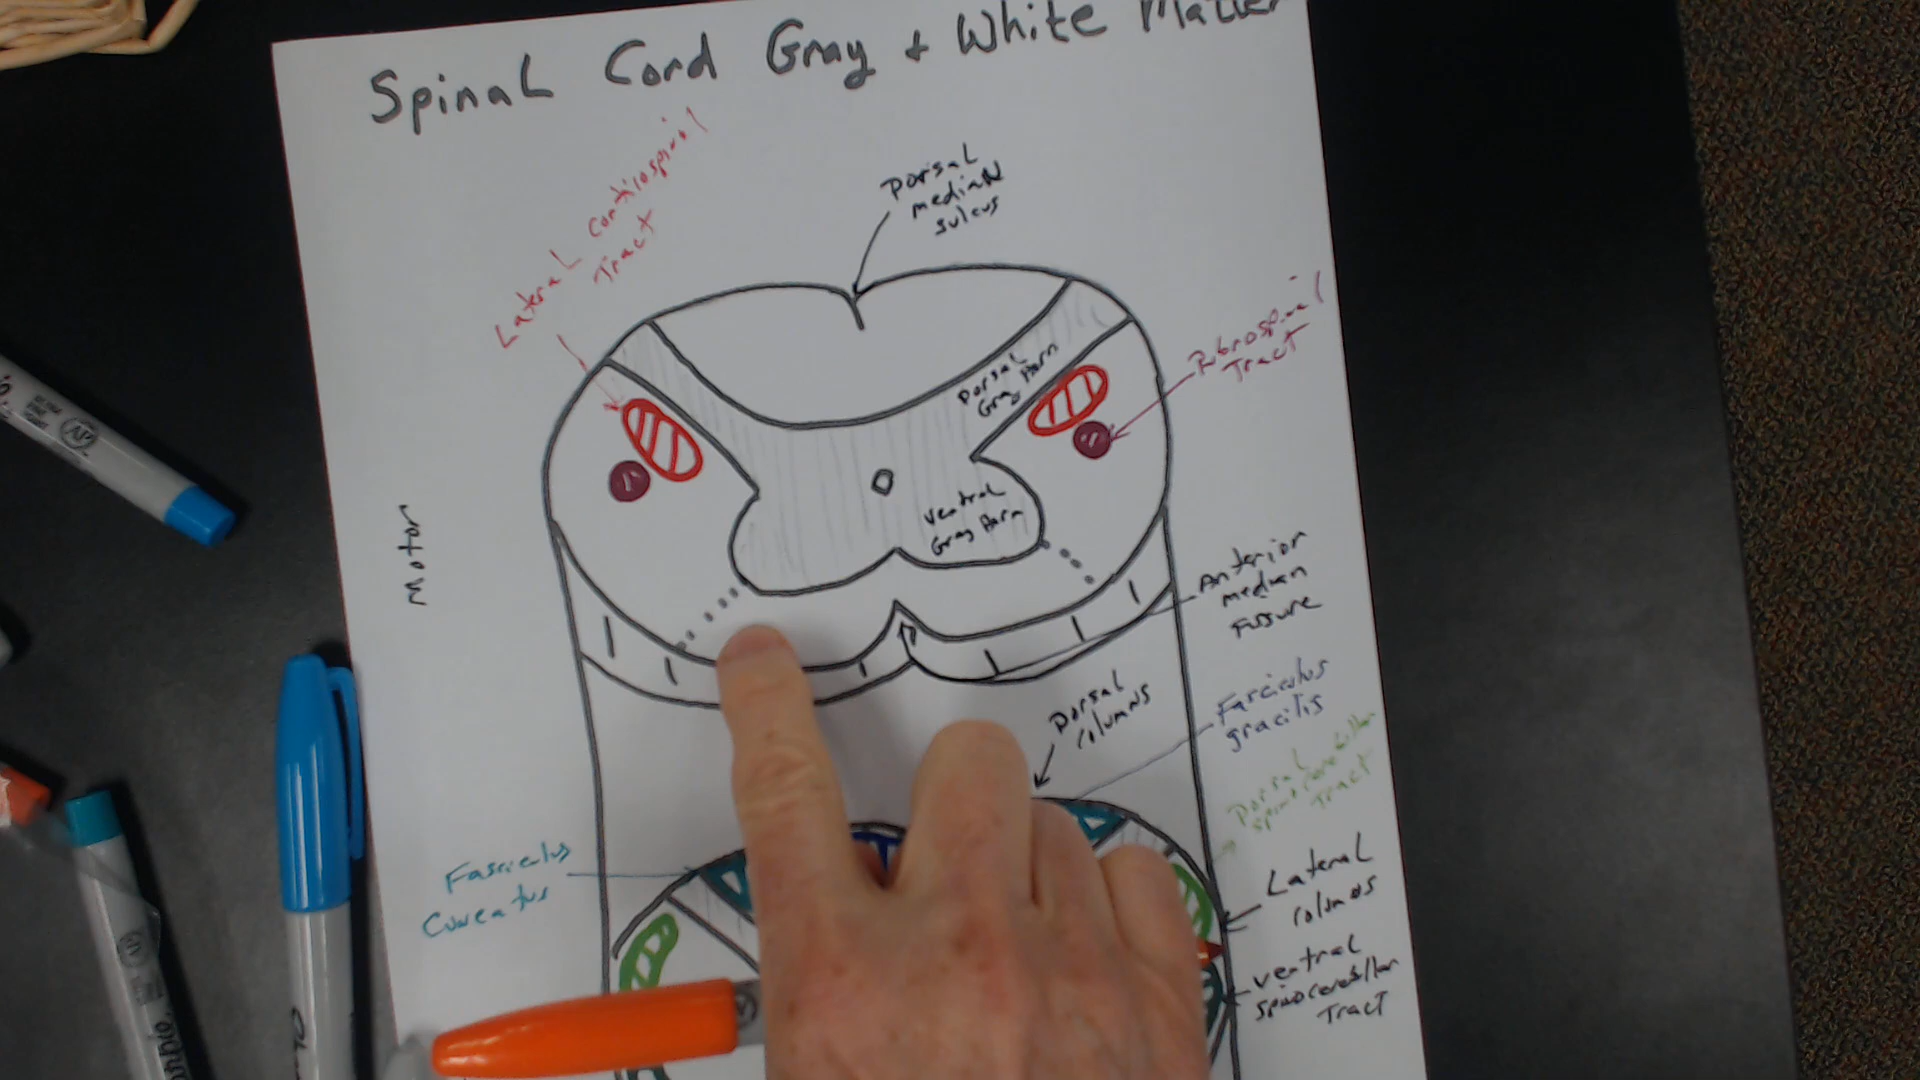 Spinal Cord Gray + White Matter
Lateral Corticospinal
Tract
Dorsal
median
sulcus
Rubrospinal
Tract
Dorsal
Gray Horn
Ventral
Gray Horn
Motor
Anterior
median
Fissure
Dorsal
columns
Fasciculus
gracilis
Dorsal
spinocerebellar
Tract
Fasciculus
Cuneatus
Lateral
columns
ventral
spinocerebellar
Tract
AP